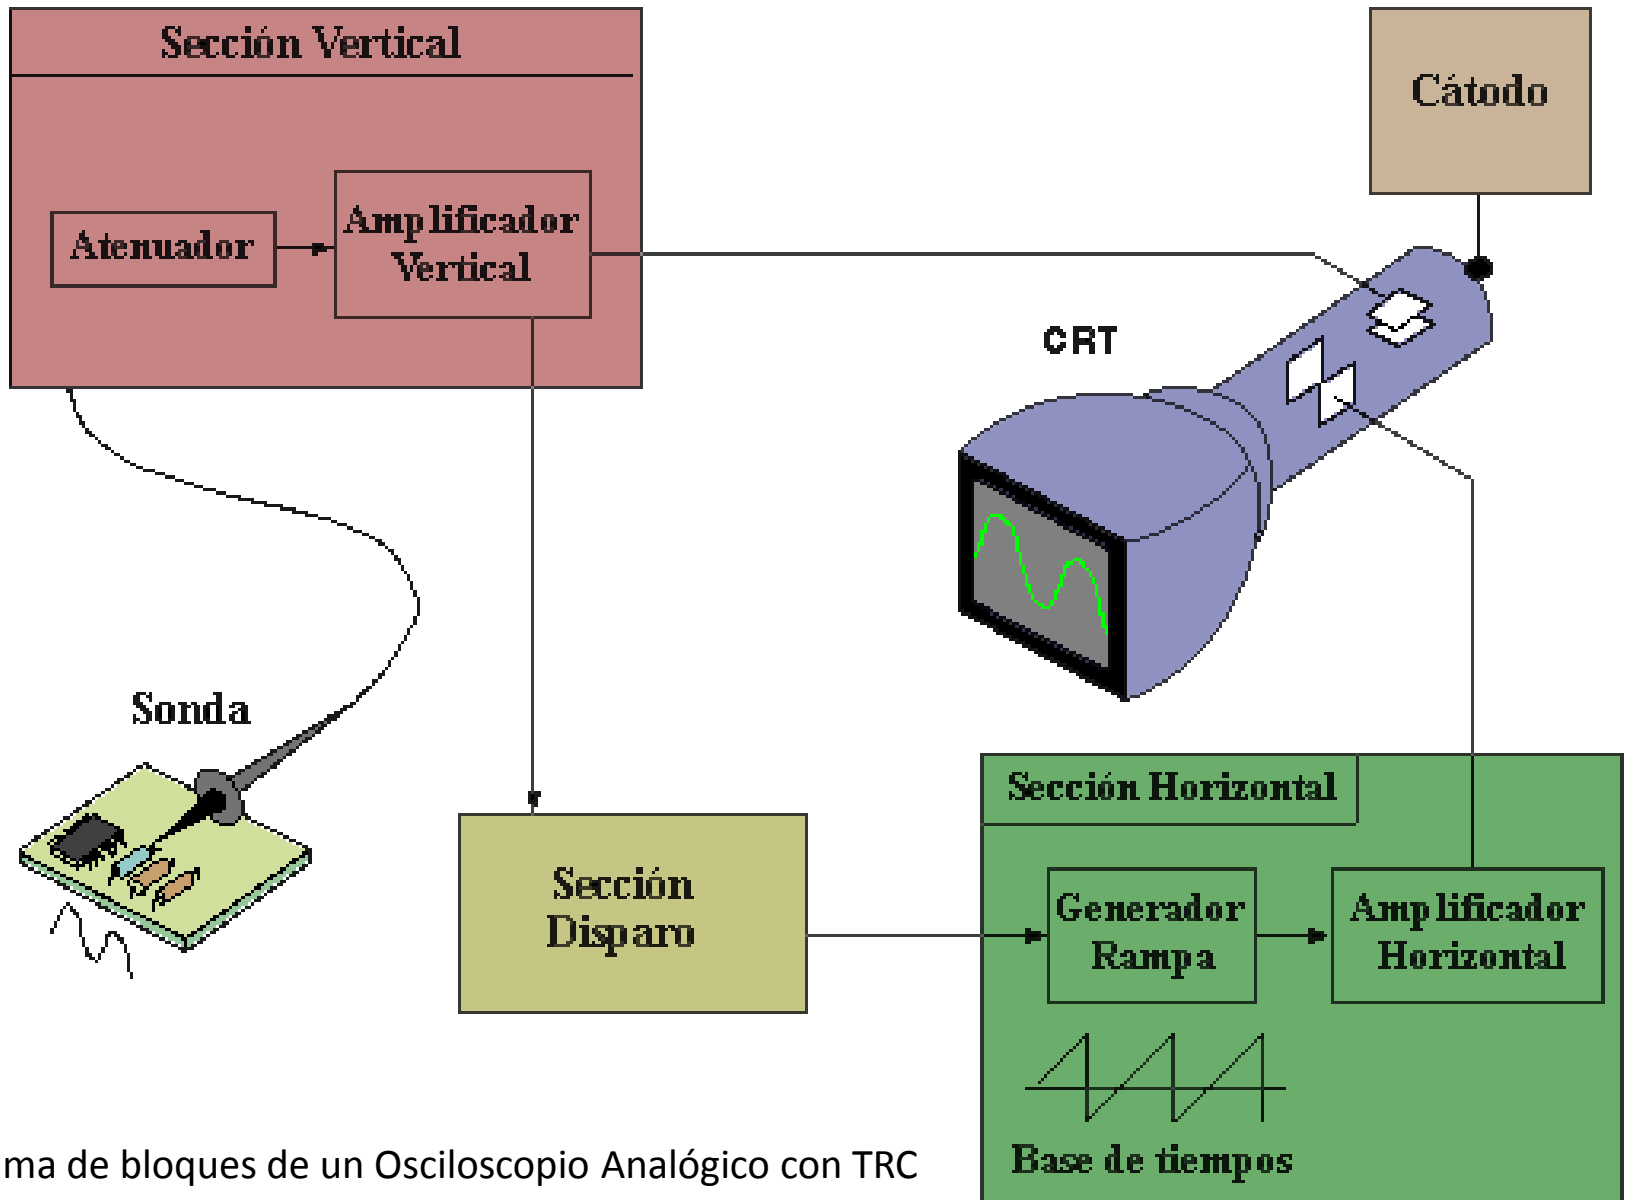 Sección Vertical
Cátodo
Atenuador
Amplificador
Vertical
CRT
Sonda
Sección
Disparo
Sección Horizontal
Generador
Rampa
Amplificador
Horizontal
Base de tiempos
ma de bloques de un Osciloscopio Analógico con TRC